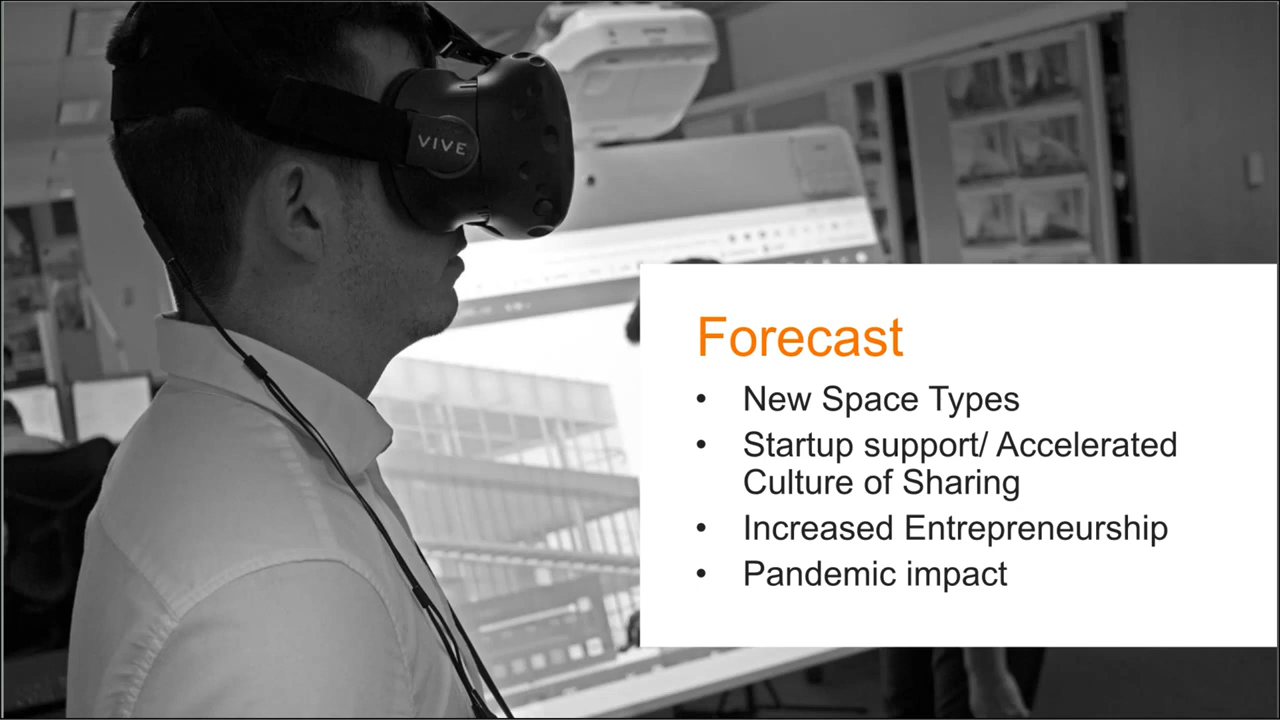 VIVE
Forecast
• New Space Types
• Startup support/ Accelerated
Culture of Sharing
• Increased Entrepreneurship
• Pandemic impact